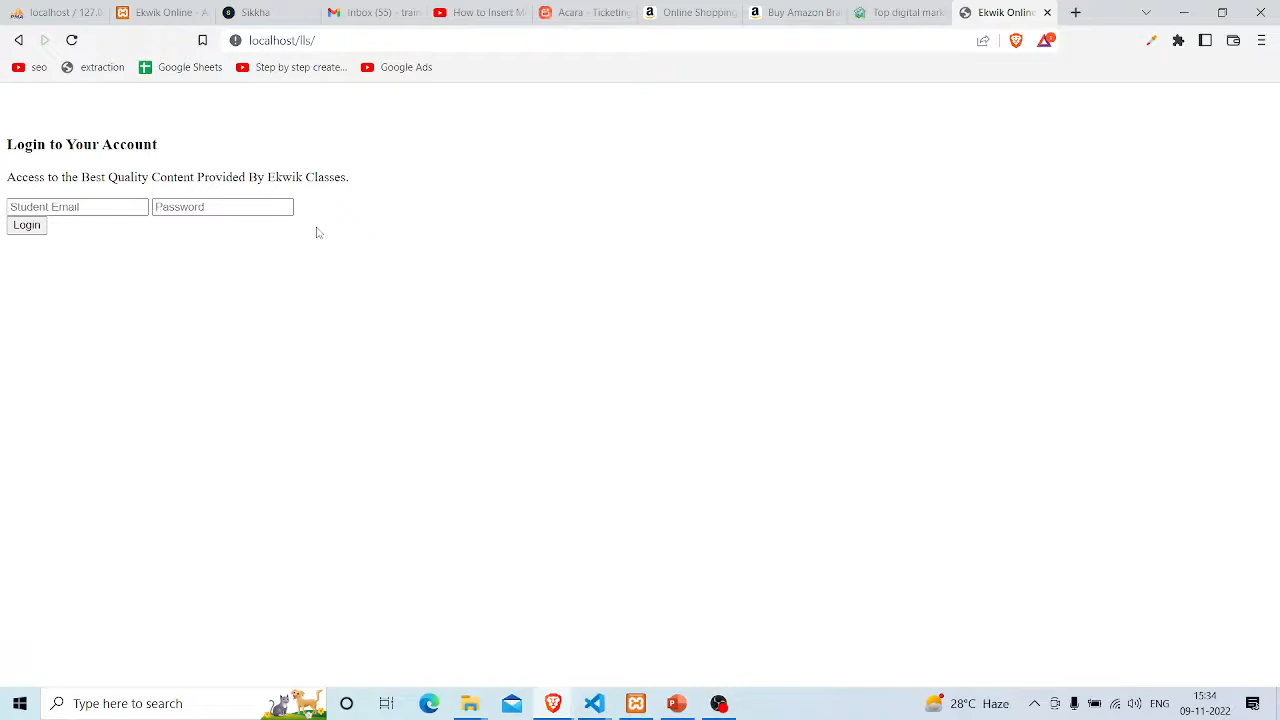 localhost / 127.0
Ekwik Online - A
Sikkha
Inbox (55) - train
How to Insert M
Acara - Ticketing
Online Shopping
Buy Amazon Bra
Top digital mark
Ekwik Online
localhost/lls/
seo
extraction
Google Sheets
Step by step create...
Google Ads
Login to Your Account
Access to the Best Quality Content Provided By Ekwik Classes.
Student Email
Password
Login
Type here to search
28°C Haze
ENG
15:34
09-11-2022